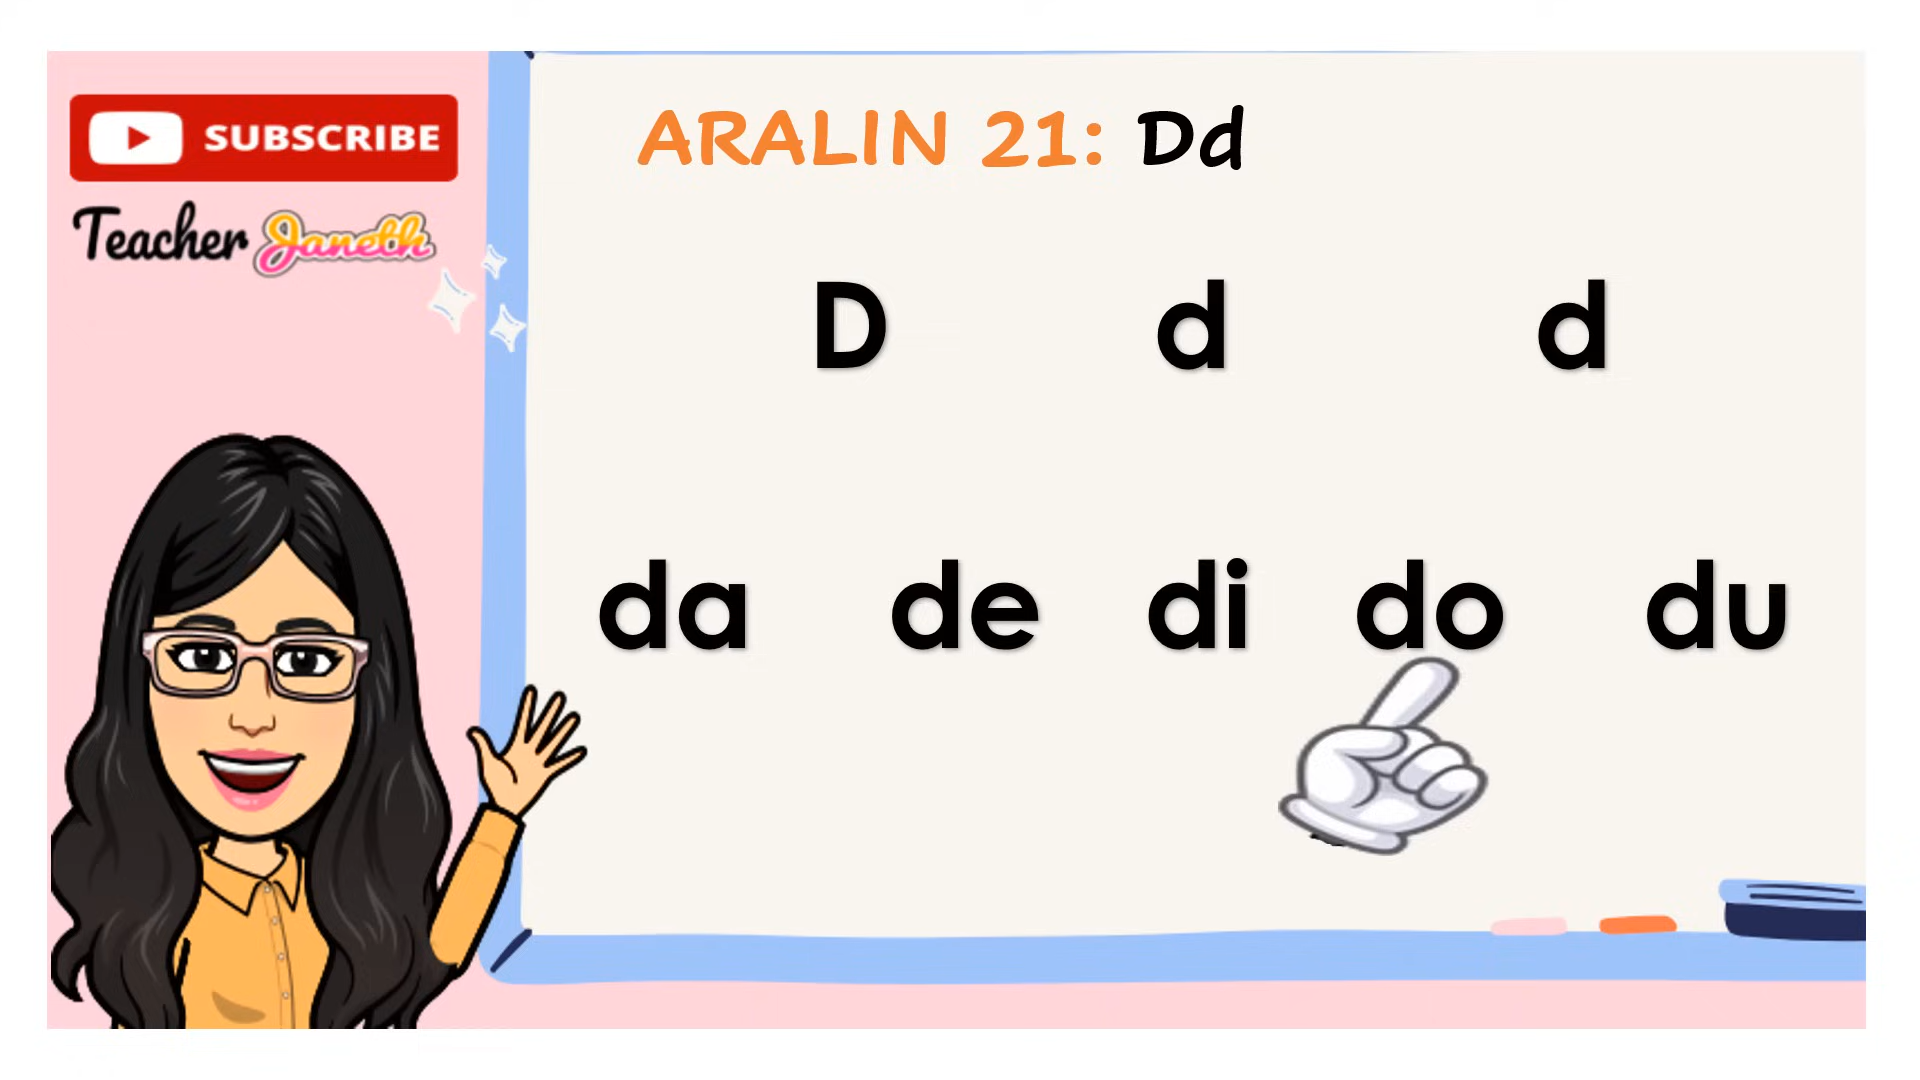 SUBSCRIBE
Teacher Janeth
ARALIN 21: Dd
D d d
da de di do du